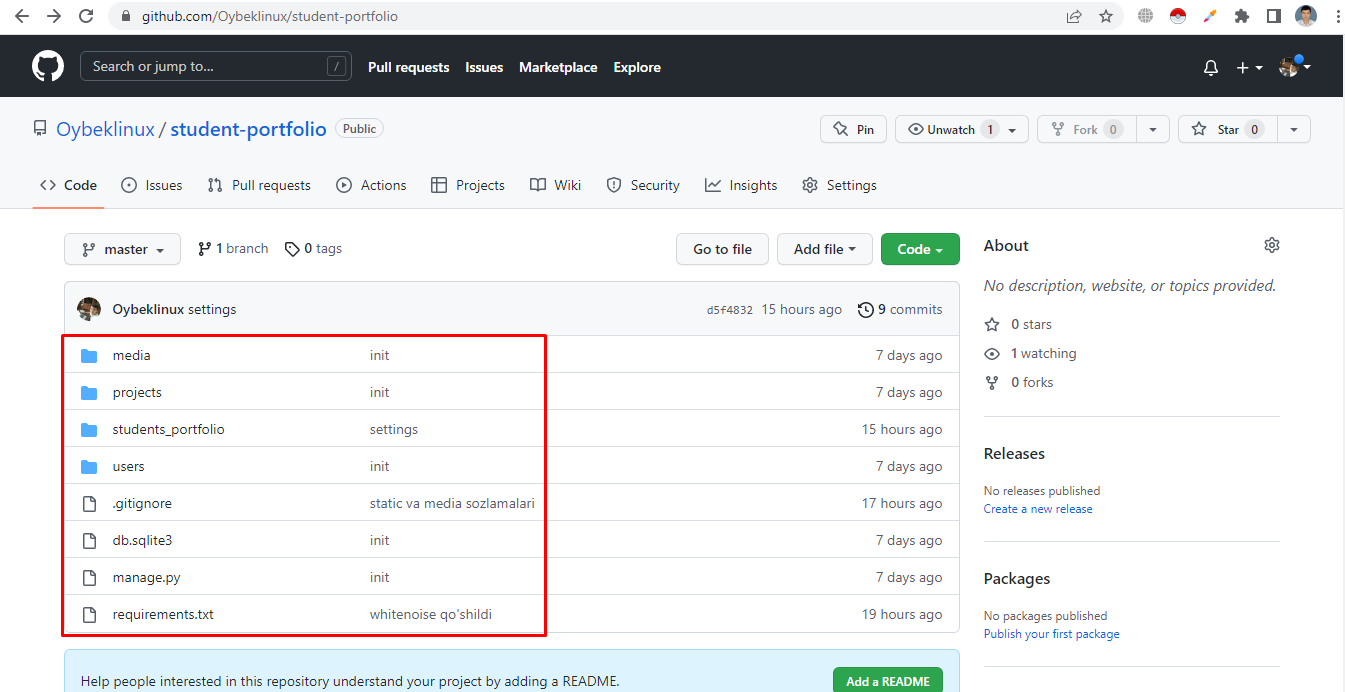 github.com/Oybeklinux/student-portfolio
Search or jump to... /
Pull requests Issues Marketplace Explore
Oybeklinux / student-portfolio Public
Pin Unwatch 1 Fork 0 Star 0
Code Issues Pull requests Actions Projects Wiki Security Insights Settings
master 1 branch 0 tags Go to file Add file Code
Oybeklinux settings d5f4832 15 hours ago 9 commits
media init 7 days ago
projects init 7 days ago
students_portfolio settings 15 hours ago
users init 7 days ago
.gitignore static va media sozlamalari 17 hours ago
db.sqlite3 init 7 days ago
manage.py init 7 days ago
requirements.txt whitenoise qo'shildi 19 hours ago
Help people interested in this repository understand your project by adding a README. Add a README
About
No description, website, or topics provided.
0 stars
1 watching
0 forks
Releases
No releases published
Create a new release
Packages
No packages published
Publish your first package